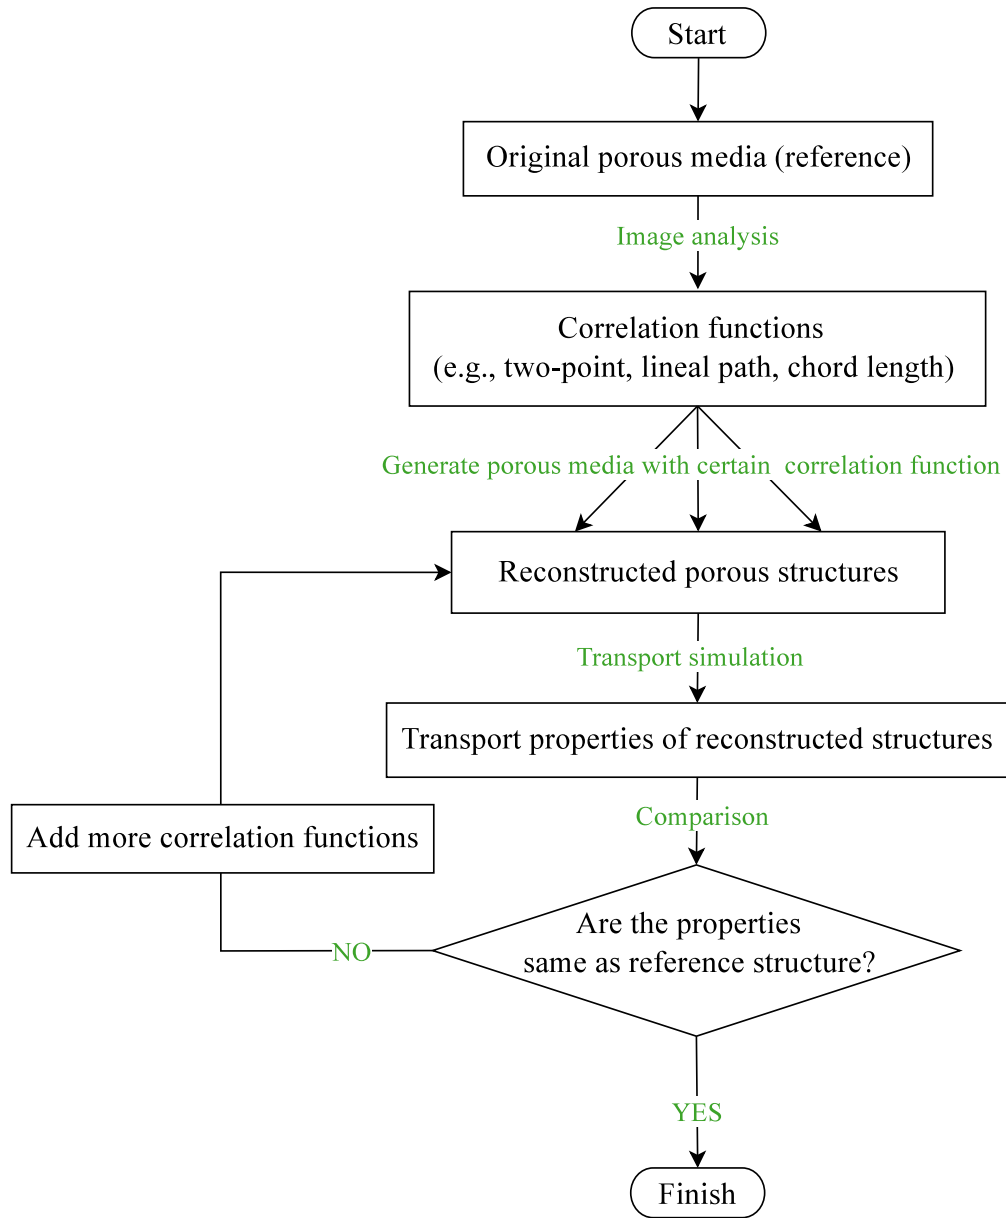 Start
Original porous media (reference)
Image analysis
Correlation functions
(e.g., two-point, lineal path, chord length)
Generate porous media with certain correlation function
Reconstructed porous structures
Transport simulation
Transport properties of reconstructed structures
Comparison
Add more correlation functions
Are the properties
same as reference structure?
NO
YES
Finish